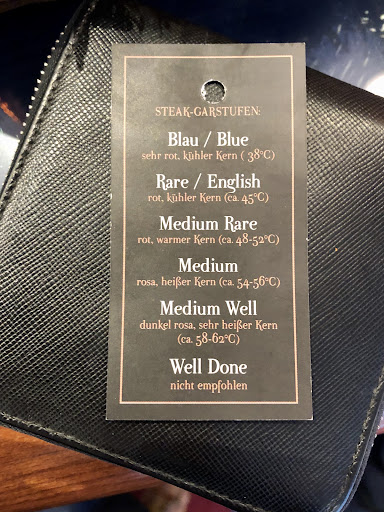 STEAK-GARSTUFEN:
Blau / Blue
sehr rot, kühler Kern ( 38°C)
Rare / English
rot, kühler Kern (ca. 45°C)
Medium Rare
rot, warmer Kern (ca. 48-52°C)
Medium
rosa, heißer Kern (ca. 54-56°C)
Medium Well
dunkel rosa, sehr heißer Kern
(ca. 58-62°C)
Well Done
nicht empfohlen